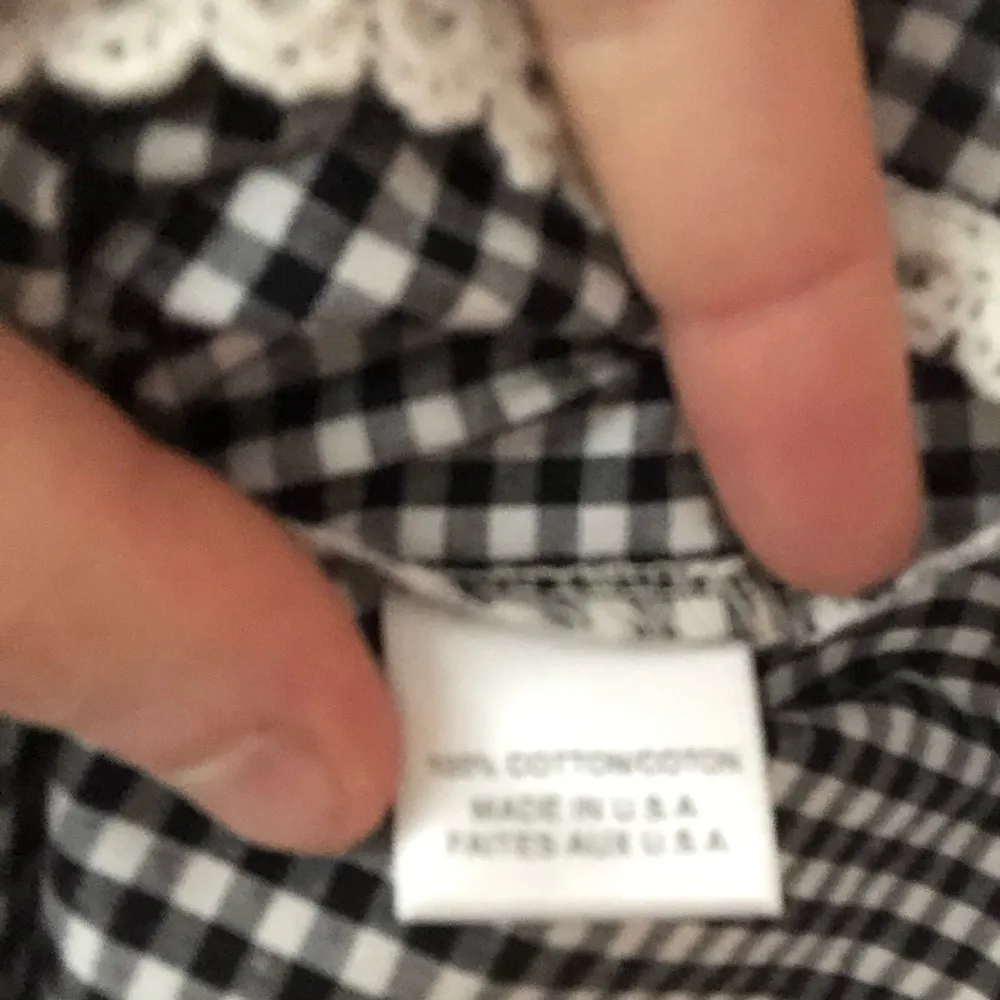 100% COTTON/COTON
MADE IN U.S.A
FAITES AUX U.S.A